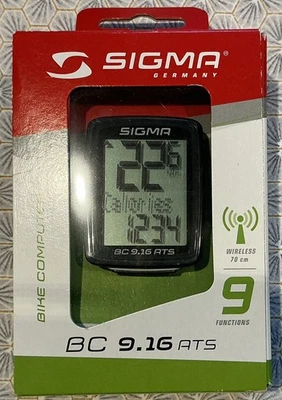 SIGMA
GERMANY
SIGMA
22.6
Calories
1234
BC 9.16 ATS
BIKE COMPUTER
WIRELESS
70 cm
9
FUNCTIONS
BC 9.16 ATS